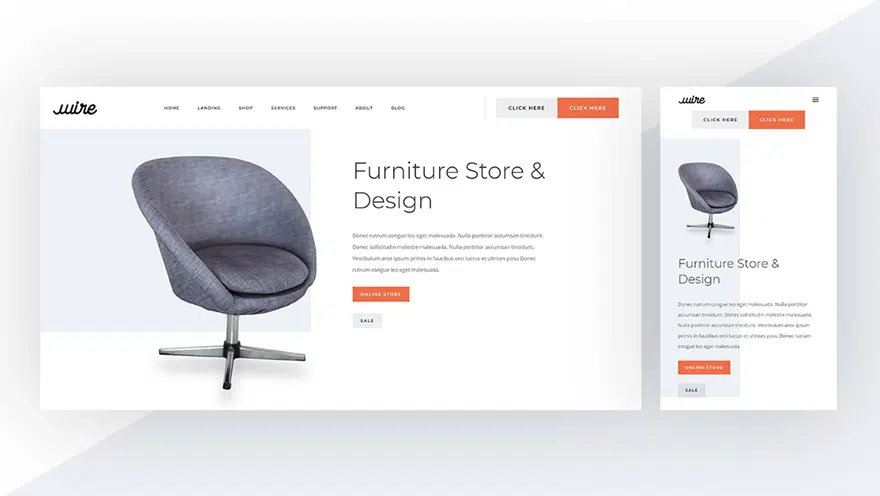 wire
HOME LANDING SHOP SERVICES SUPPORT ABOUT BLOG
CLICK HERE CLICK HERE
Furniture Store &
Design
Donec rutrum congue leo eget malesuada. Nulla porttitor accumsan tincidunt.
Donec sollicitudin molestie malesuada. Nulla porttitor accumsan tincidunt.
Vestibulum ante ipsum primis in faucibus orci luctus et ultrices posu Donec
rutrum congue leo eget malesuada.
ONLINE STORE
SALE
wire
CLICK HERE CLICK HERE
Furniture Store &
Design
Donec rutrum congue leo eget malesuada. Nulla porttitor
accumsan tincidunt. Donec sollicitudin molestie malesuada.
Nulla porttitor accumsan tincidunt. Vestibulum ante ipsum
primis in faucibus orci luctus et ultrices posu Donec rutrum
congue leo eget malesuada.
ONLINE STORE
SALE